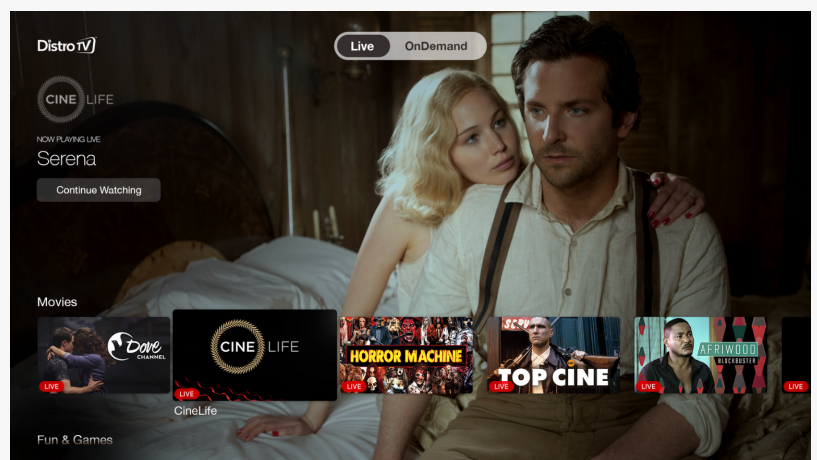 DistroTV
Live
OnDemand
CINE LIFE
NOW PLAYING LIVE
Serena
Continue Watching
Movies
Dove
CHANNEL
LIVE
CINE LIFE
LIVE
CineLife
HORROR MACHINE
LIVE
TOP CINE
LIVE
AFRIWOOD
BLOCKBUSTER
LIVE
LIVE
Fun & Games